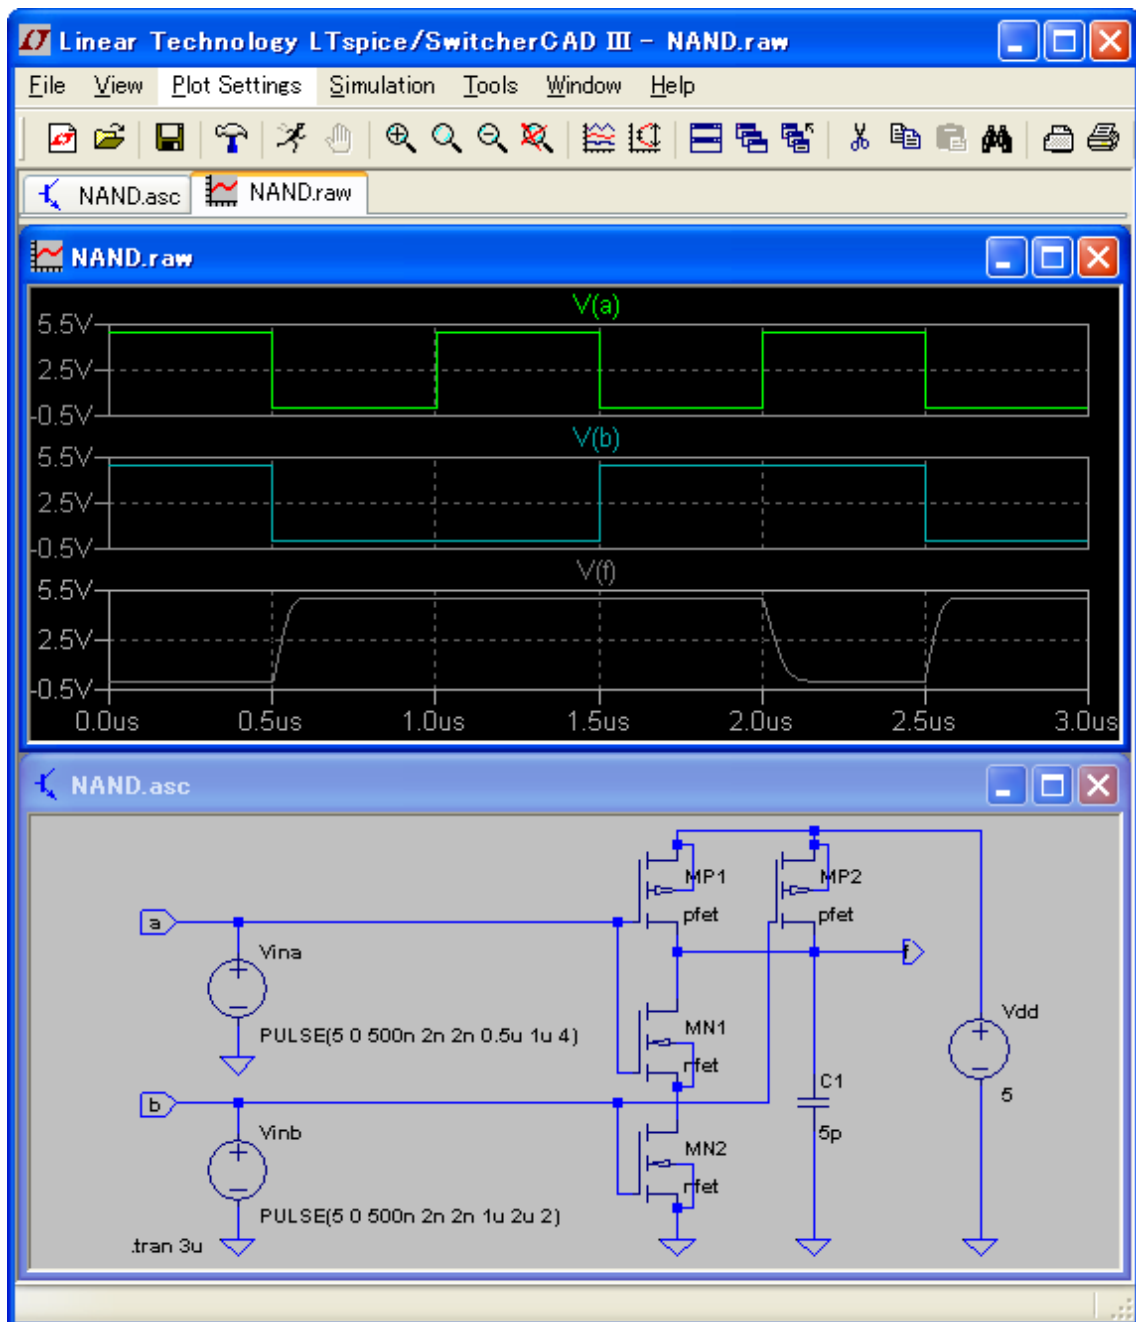 Linear Technology LTspice/SwitcherCAD III - NAND.raw
File View Plot Settings Simulation Tools Window Help
NAND.asc NAND.raw
NAND.raw
V(a)
5.5V
2.5V
-0.5V
V(b)
5.5V
2.5V
-0.5V
V(f)
5.5V
2.5V
-0.5V
0.0us 0.5us 1.0us 1.5us 2.0us 2.5us 3.0us
NAND.asc
MP1 MP2
pfet pfet
a
f
Vina
Vdd
PULSE(5 0 500n 2n 2n 0.5u 1u 4)
MN1
nfet
C1
5
b
5p
Vinb
MN2
nfet
PULSE(5 0 500n 2n 2n 1u 2u 2)
.tran 3u